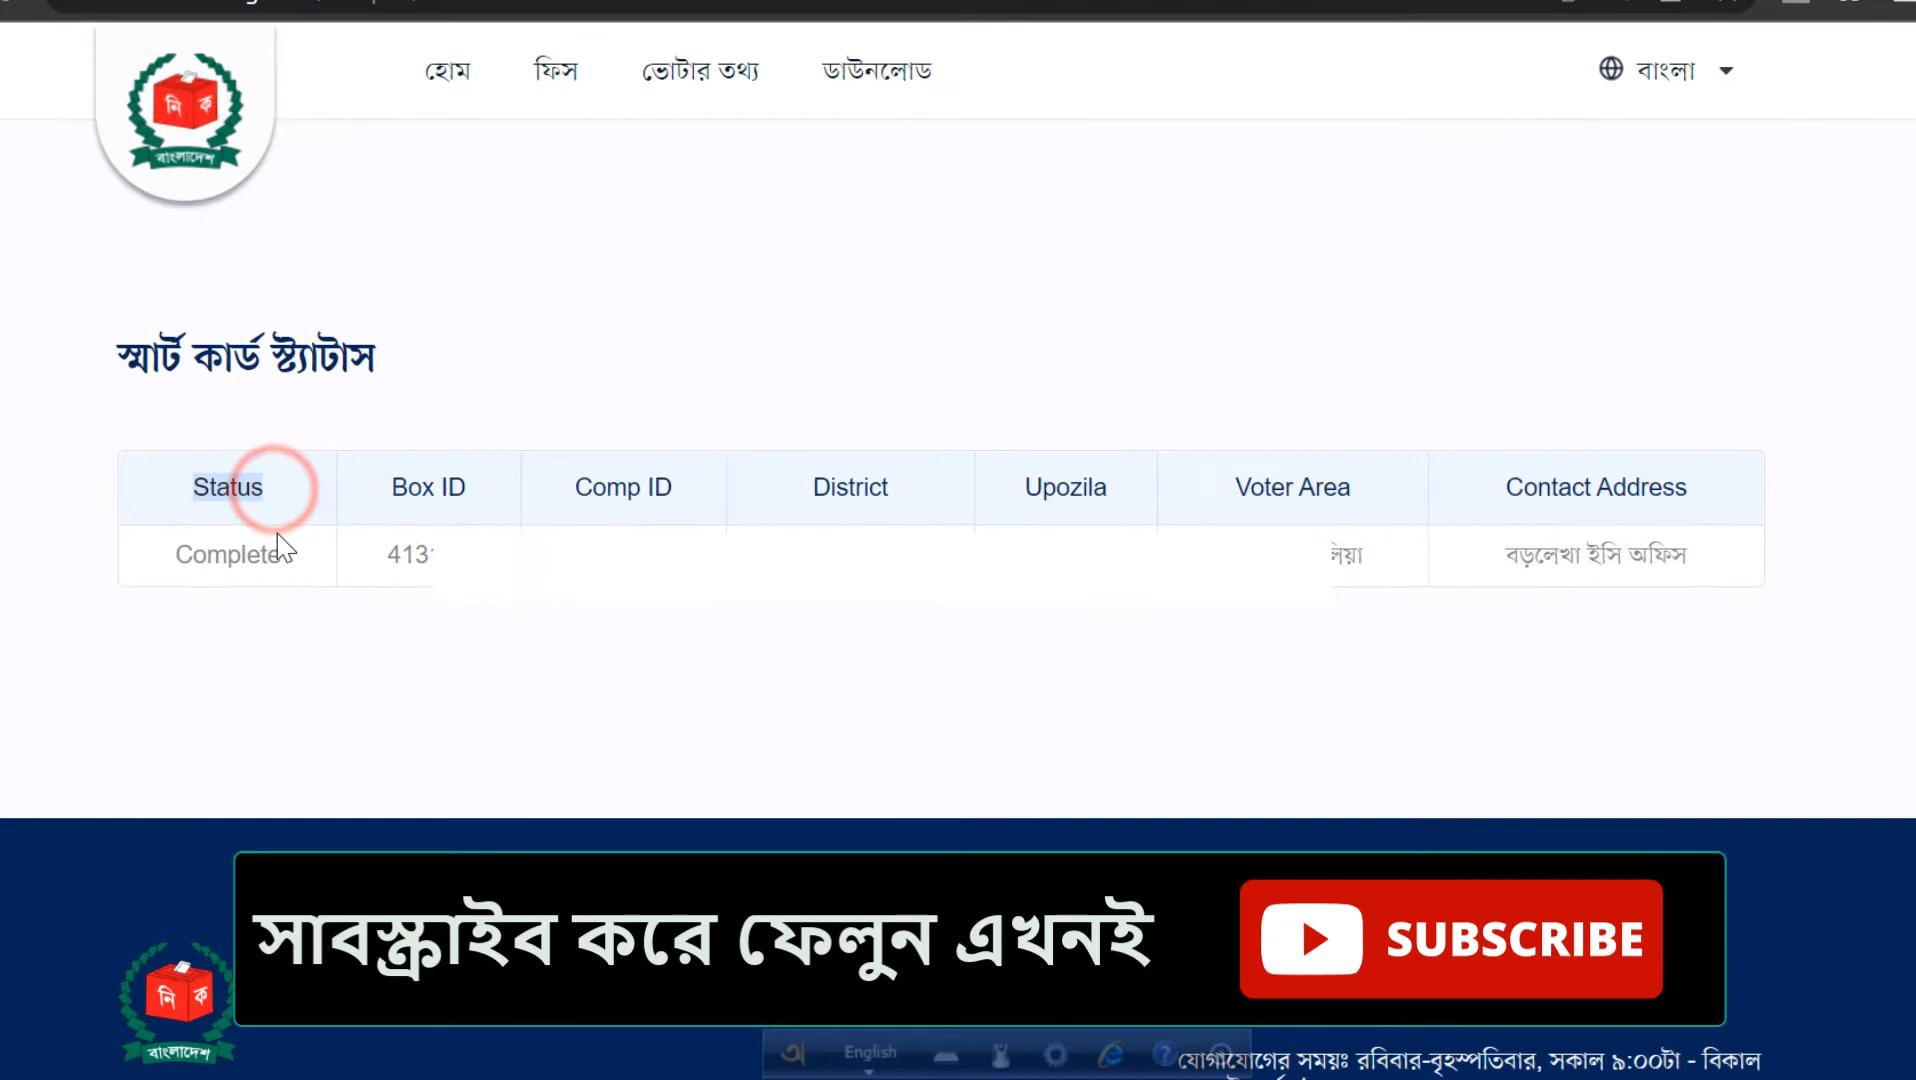 হোম ফিস ভোটার তথ্য ডাউনলোড বাংলা
নি ক
বাংলাদেশ
স্মার্ট কার্ড স্ট্যাটাস
Status Box ID Comp ID District Upozila Voter Area Contact Address
Complete বড়লেখা ইসি অফিস
সাবস্ক্রাইব করে ফেলুন এখনই SUBSCRIBE
নি ক
বাংলাদেশ
অ English
যোগাযোগের সময়ঃ রবিবার-বৃহস্পতিবার, সকাল ৯:০০টা - বিকাল